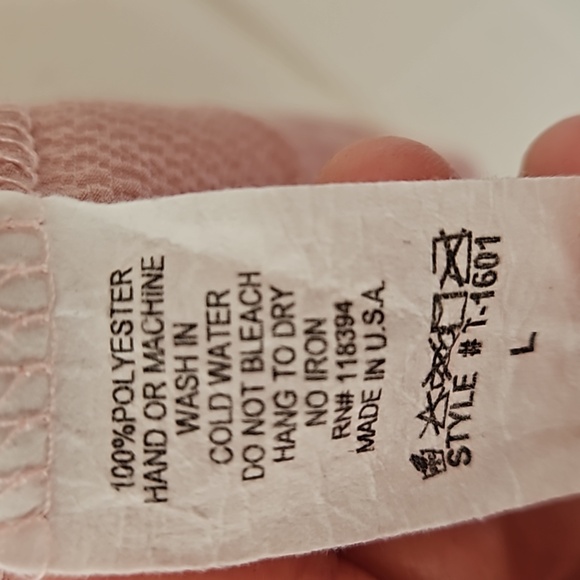 100%POLYESTER
HAND OR MACHINE
WASH IN
COLD WATER
DO NOT BLEACH
HANG TO DRY
NO IRON
RN# 118394
MADE IN U.S.A.
STYLE # T-1601
L